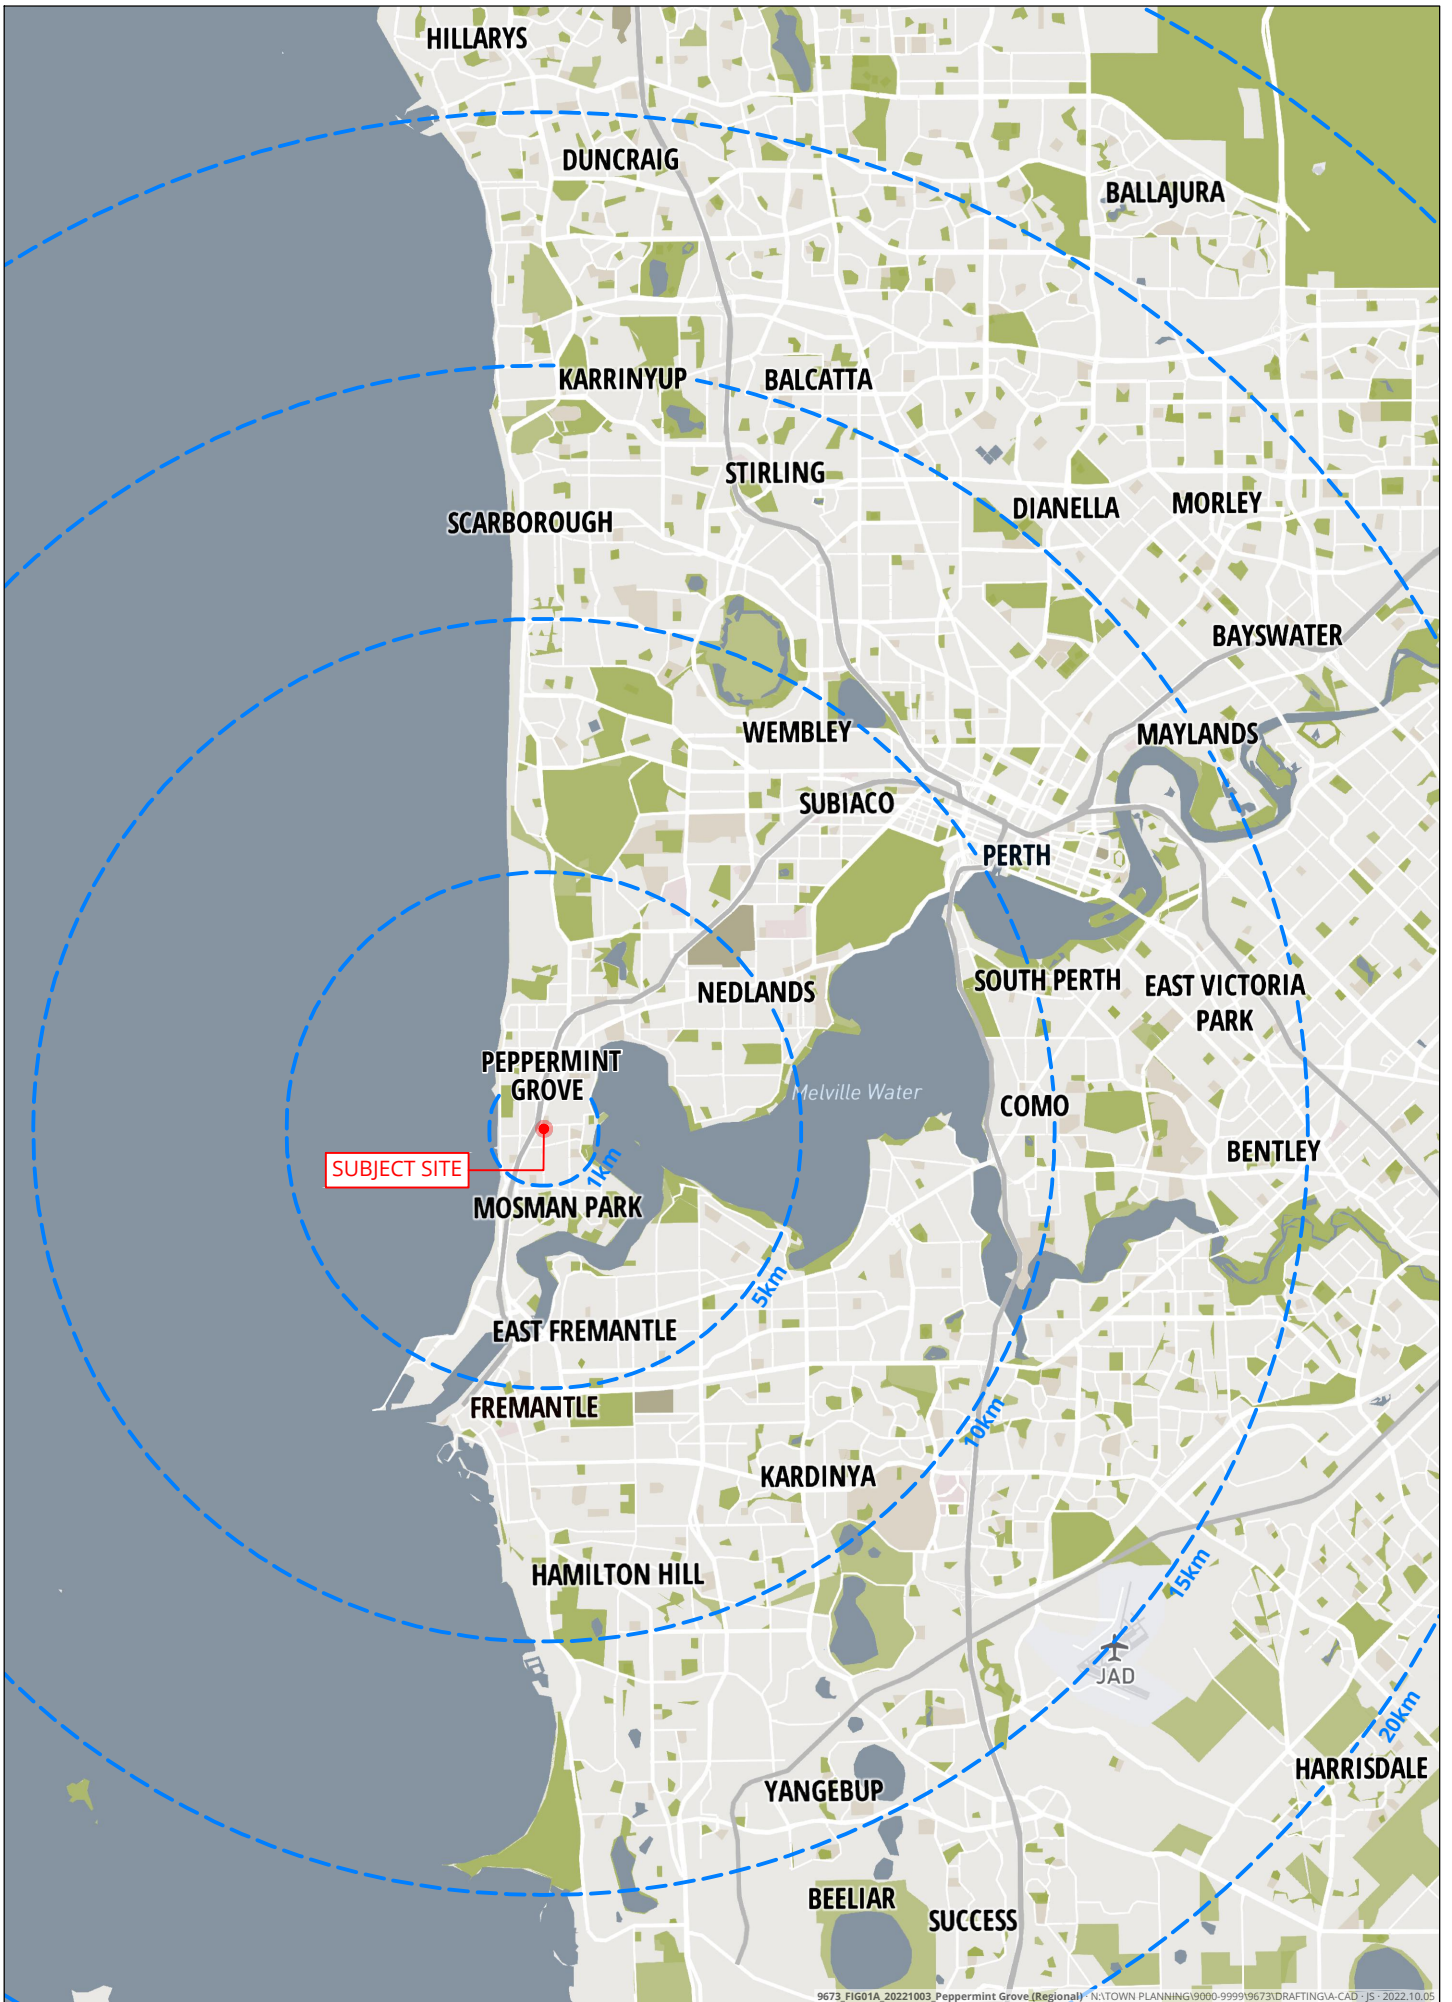 HILLARYS
DUNCRAIG
BALLAJURA
KARRINYUP
BALCATTA
STIRLING
SCARBOROUGH
DIANELLA
MORLEY
BAYSWATER
WEMBLEY
MAYLANDS
SUBIACO
PERTH
NEDLANDS
SOUTH PERTH
EAST VICTORIA
PARK
PEPPERMINT
GROVE
Melville Water
COMO
BENTLEY
SUBJECT SITE
1km
MOSMAN PARK
5km
EAST FREMANTLE
FREMANTLE
10km
KARDINYA
HAMILTON HILL
15km
JAD
20km
HARRISDALE
YANGEBUP
BEELIAR
SUCCESS
9673_FIG01A_20221003_Peppermint Grove (Regional) · N:\TOWN PLANNING\9000-9999\9673\DRAFTING\A-CAD · JS · 2022.10.05